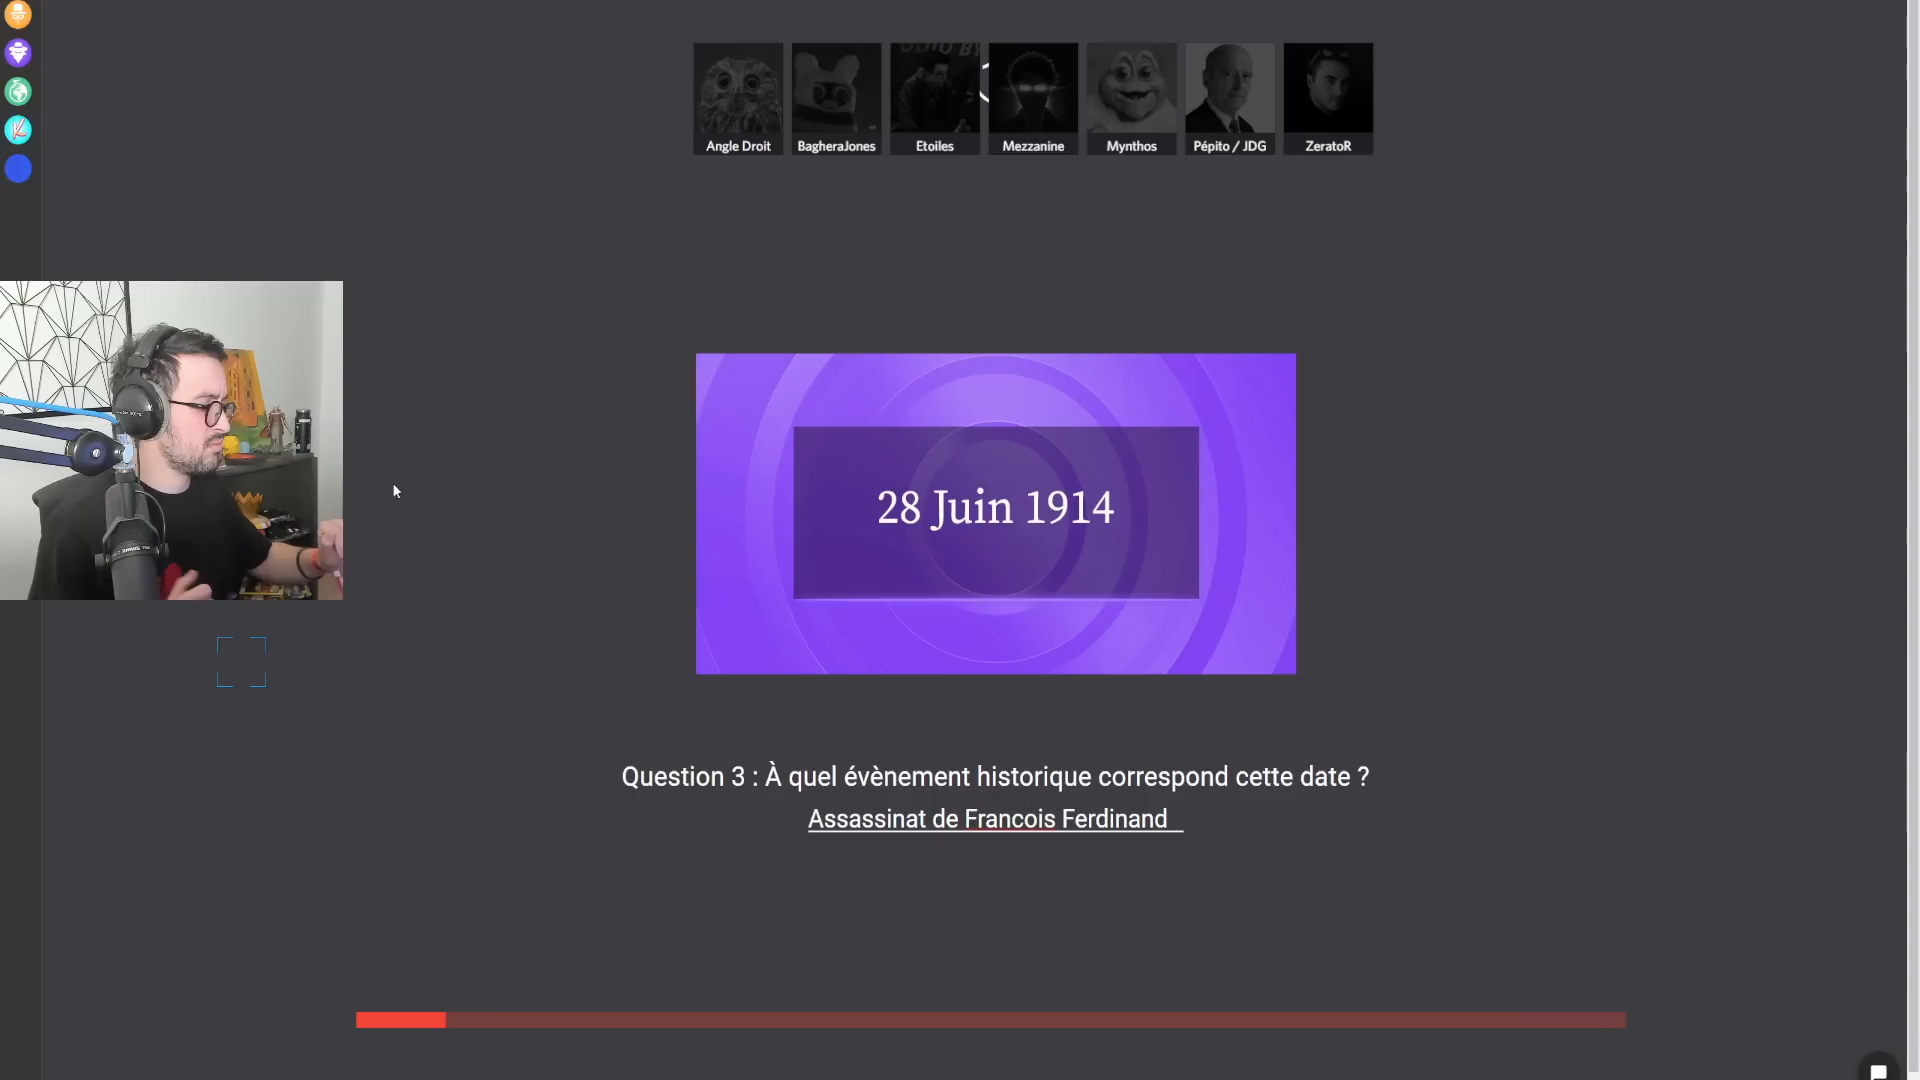 Angle Droit
BagheraJones
Etoiles
Mezzanine
Mynthos
Pépito / JDG
ZeratoR
28 Juin 1914
Question 3 : À quel évènement historique correspond cette date ?
Assassinat de Francois Ferdinand